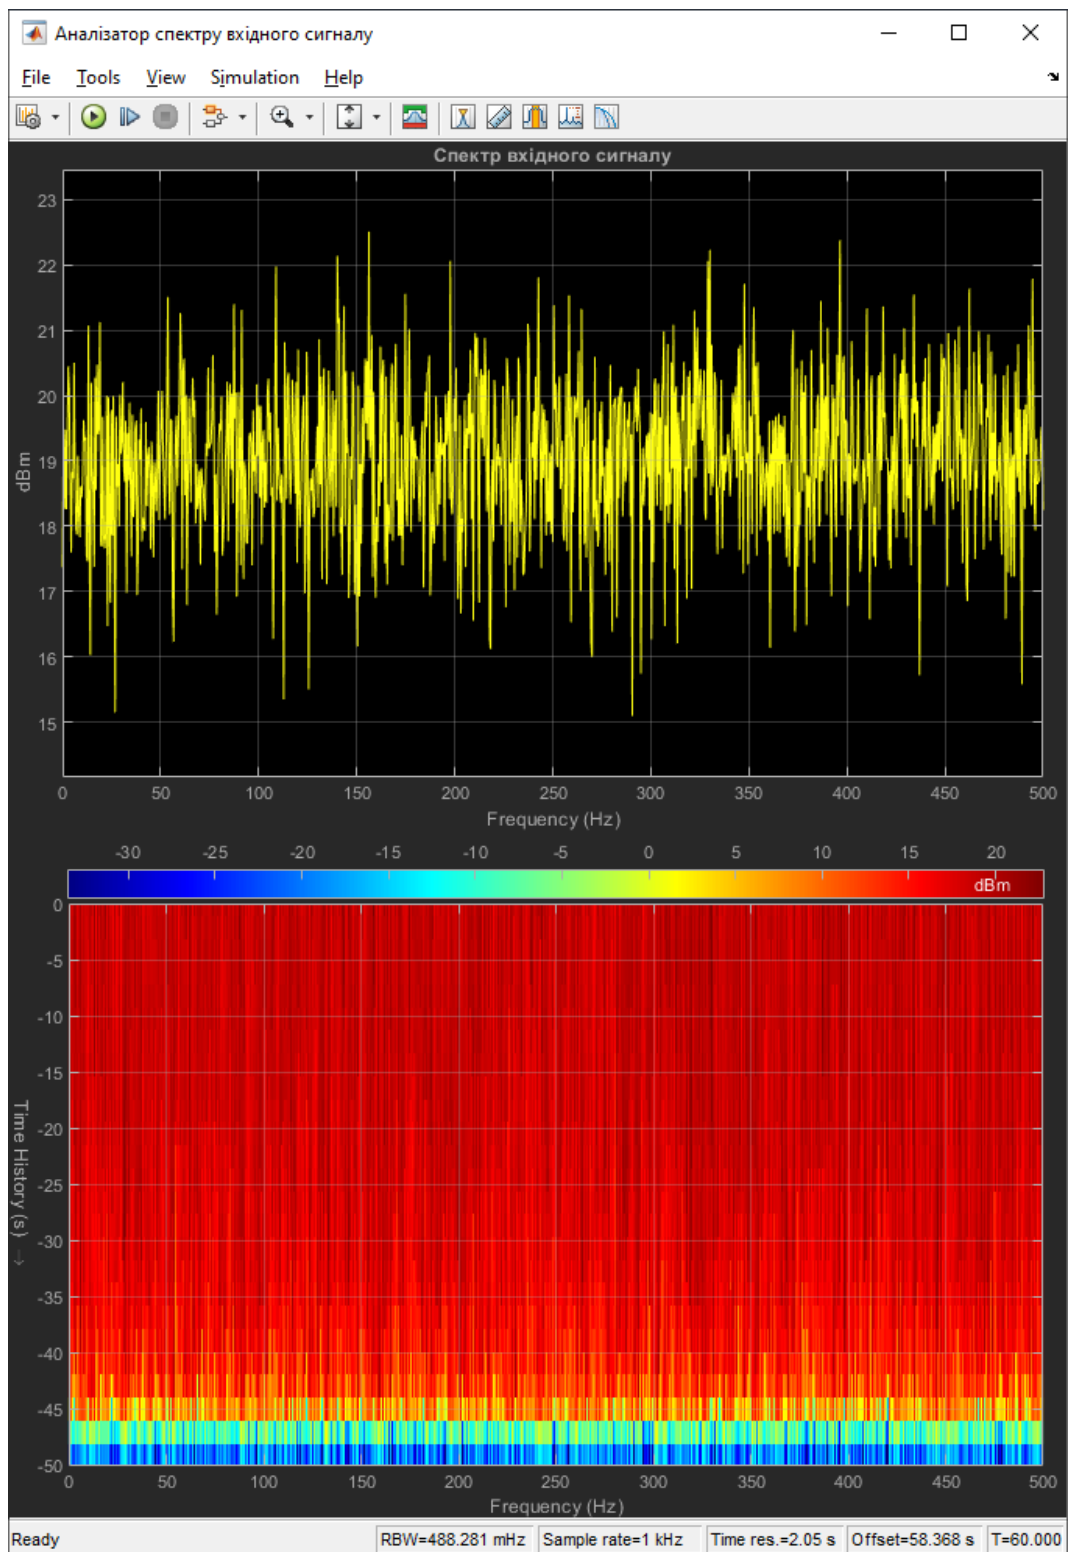 Аналізатор спектру вхідного сигналу
File Tools View Simulation Help
Спектр вхідного сигналу
23
22
21
20
19
18
17
16
15
dBm
0 50 100 150 200 250 300 350 400 450 500
Frequency (Hz)
-30 -25 -20 -15 -10 -5 0 5 10 15 20
dBm
0
-5
-10
-15
-20
-25
-30
-35
-40
-45
-50
Time History (s) →
0 50 100 150 200 250 300 350 400 450 500
Frequency (Hz)
Ready RBW=488.281 mHz Sample rate=1 kHz Time res.=2.05 s Offset=58.368 s T=60.000